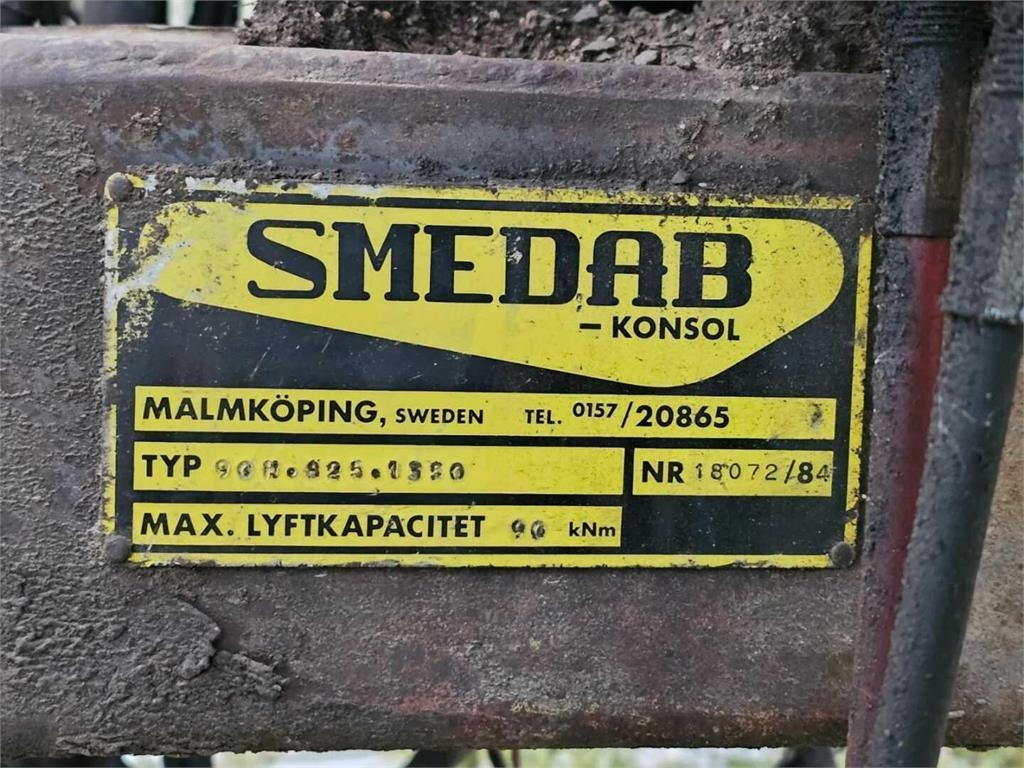 SMEDAB
– KONSOL
MALMKÖPING, SWEDEN TEL. 0157/20865
TYP
NR 18072/84
MAX. LYFTKAPACITET 90 kNm